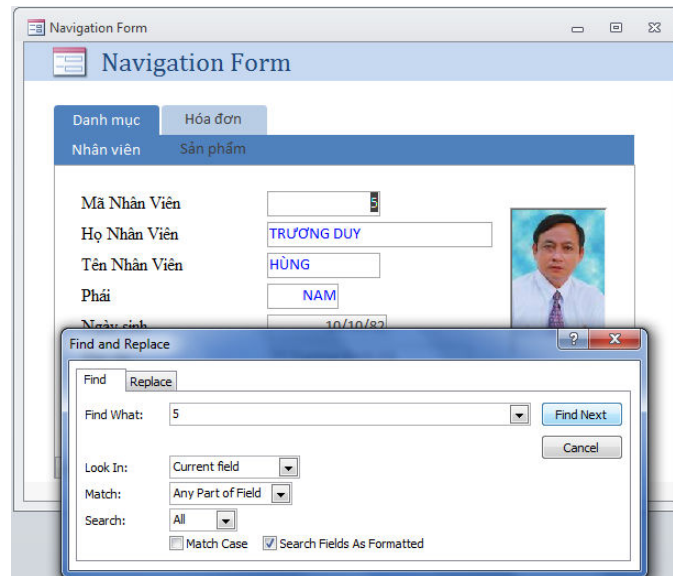 Navigation Form
Navigation Form
Danh mục Hóa đơn
Nhân viên Sản phẩm
Mã Nhân Viên 5
Họ Nhân Viên TRƯƠNG DUY
Tên Nhân Viên HÙNG
Phái NAM
Ngày sinh 10/10/82
Find and Replace
Find Replace
Find What: 5 Find Next
Cancel
Look In: Current field
Match: Any Part of Field
Search: All
Match Case Search Fields As Formatted